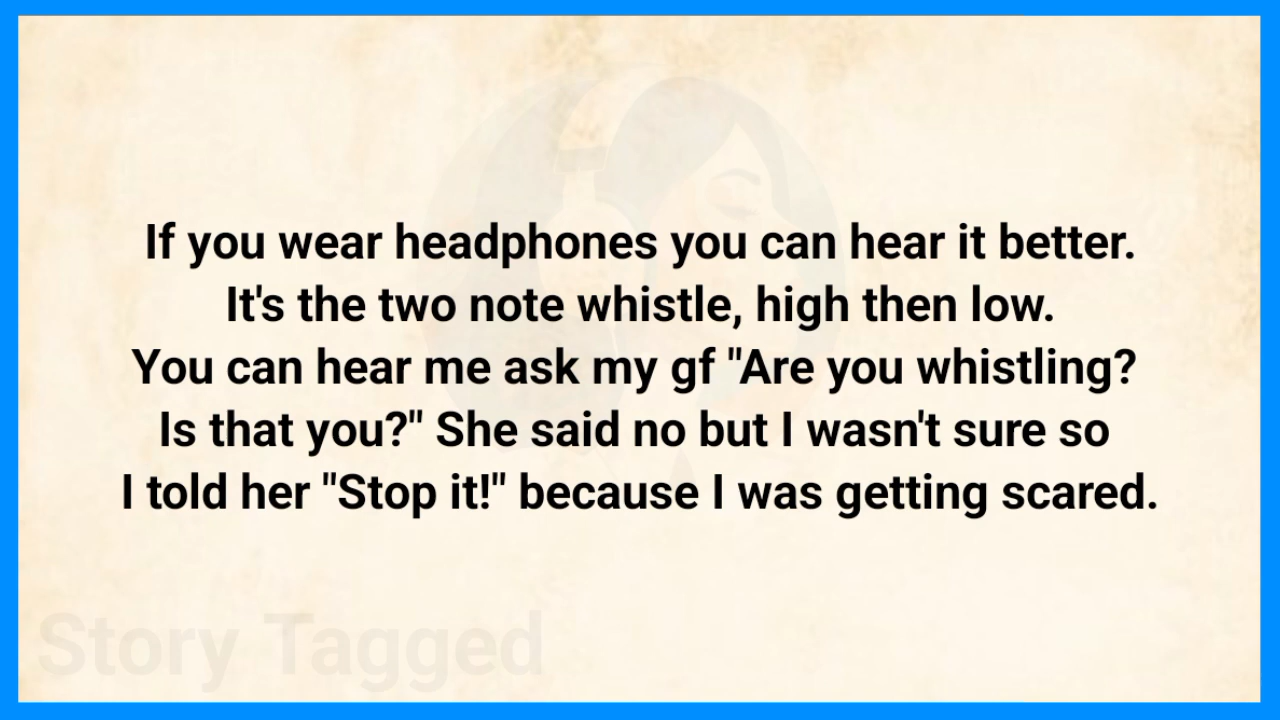 If you wear headphones you can hear it better.
It's the two note whistle, high then low.
You can hear me ask my gf "Are you whistling?
Is that you?" She said no but I wasn't sure so
I told her "Stop it!" because I was getting scared.
Story Tagged